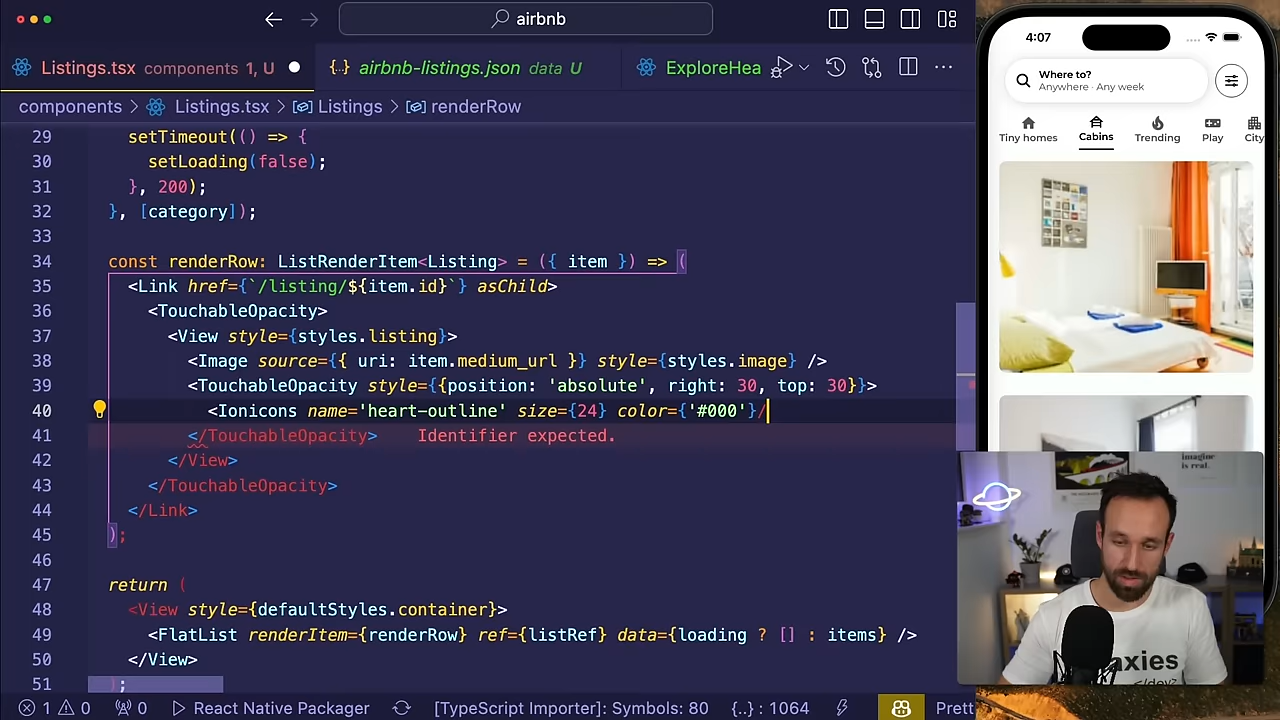 airbnb
Listings.tsx components 1, U
airbnb-listings.json data U
ExploreHea
components > Listings.tsx > Listings > renderRow
29 setTimeout(() => {
30 setLoading(false);
31 }, 200);
32 }, [category]);
33
34 const renderRow: ListRenderItem<Listing> = ({ item }) => (
35 <Link href={`/listing/${item.id}`} asChild>
36 <TouchableOpacity>
37 <View style={styles.listing}>
38 <Image source={{ uri: item.medium_url }} style={styles.image} />
39 <TouchableOpacity style={{position: 'absolute', right: 30, top: 30}}>
40 <Ionicons name='heart-outline' size={24} color={'#000'}/
41 </TouchableOpacity> Identifier expected.
42 </View>
43 </TouchableOpacity>
44 </Link>
45 );
46
47 return (
48 <View style={defaultStyles.container}>
49 <FlatList renderItem={renderRow} ref={listRef} data={loading ? [] : items} />
50 </View>
51 );
1 0 0 React Native Packager [TypeScript Importer]: Symbols: 80 {..} : 1064 Prett
4:07
Where to?
Anywhere · Any week
Tiny homes Cabins Trending Play City
imagine
is real.
axies
</dev>